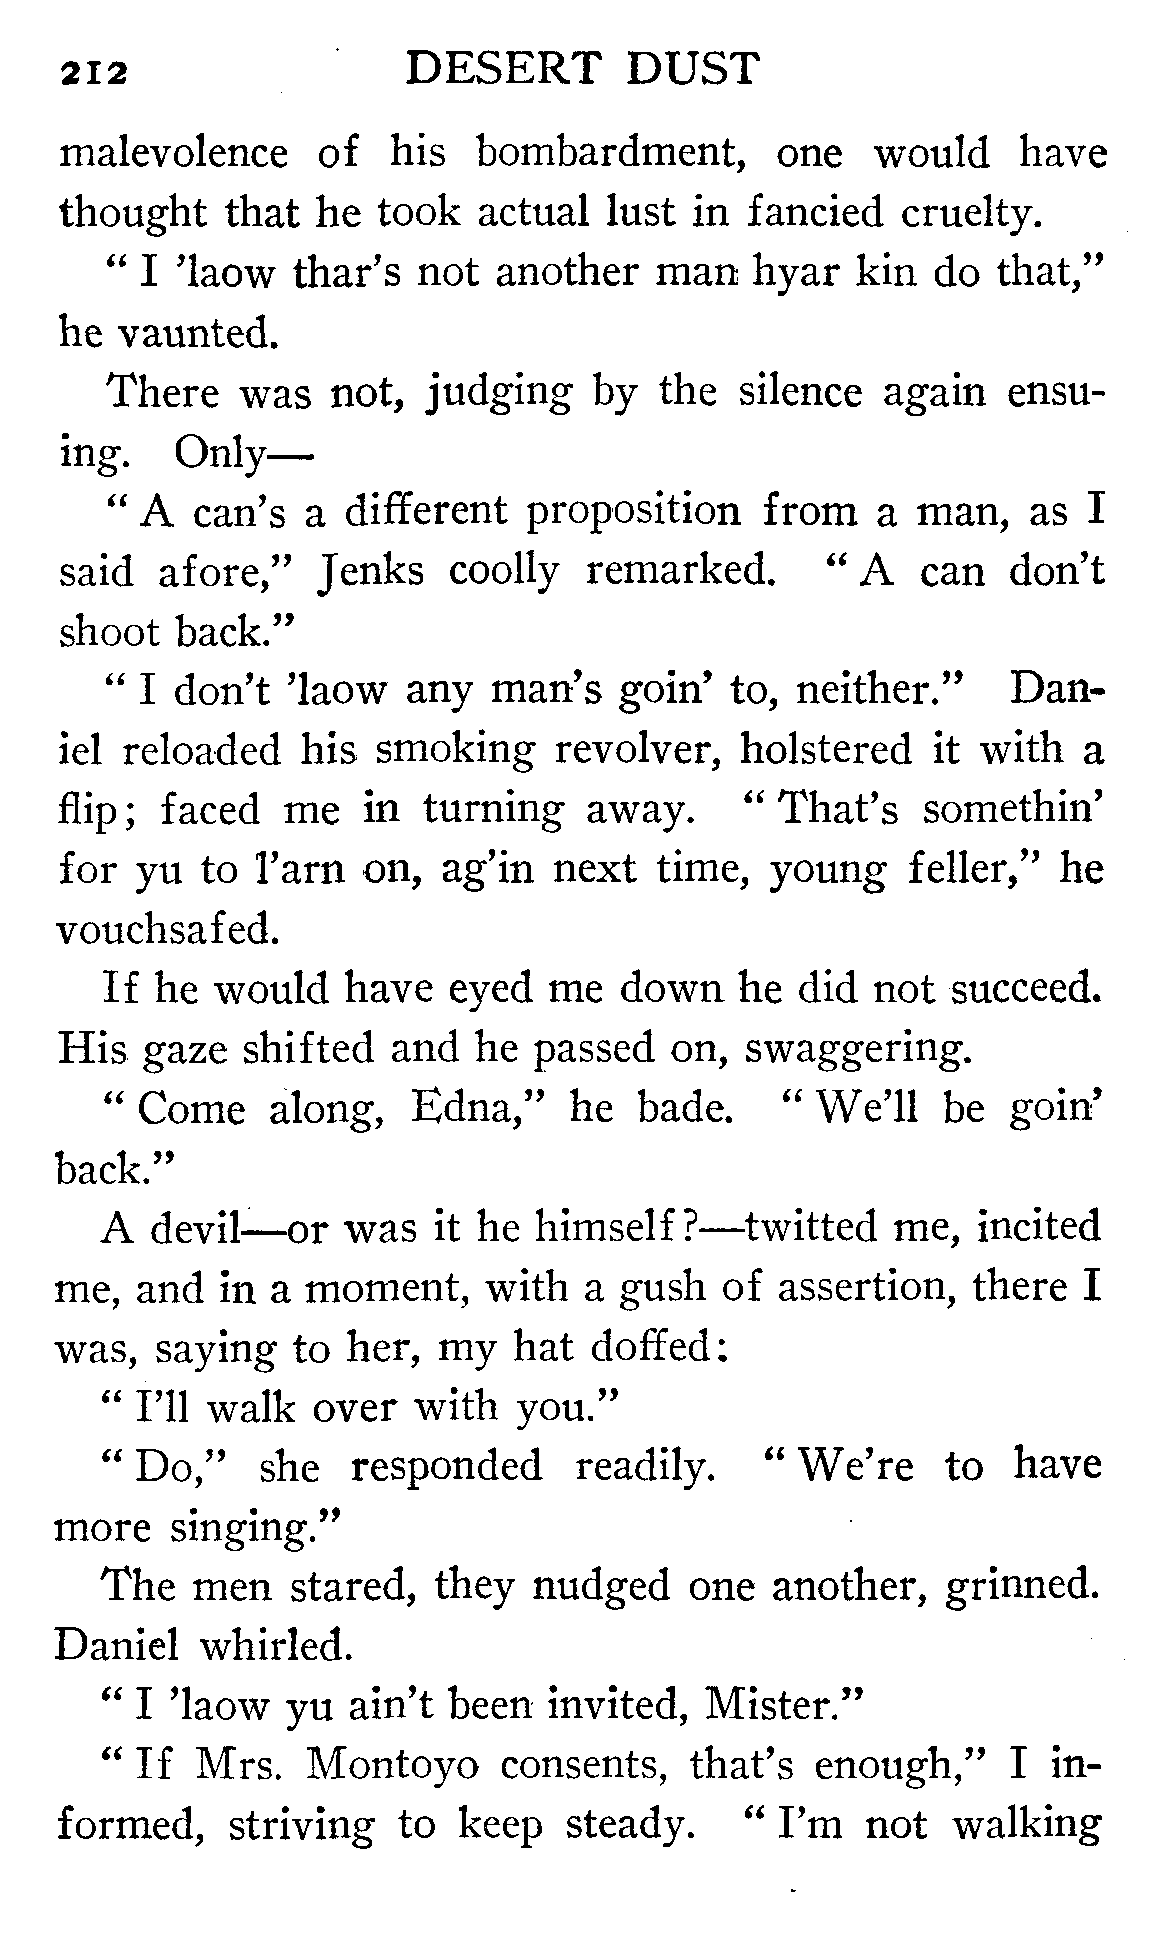 212 DESERT DUST
malevolence of his bombardment, one would have
thought that he took actual lust in fancied cruelty.
“ I ’laow thar’s not another man hyar kin do that,”
he vaunted.
There was not, judging by the silence again ensu-
ing. Only—
“ A can’s a different proposition from a man, as I
said afore,” Jenks coolly remarked. “ A can don’t
shoot back.”
“ I don’t ’laow any man’s goin’ to, neither.” Dan-
iel reloaded his smoking revolver, holstered it with a
flip; faced me in turning away. “ That’s somethin’
for yu to l’arn on, ag’in next time, young feller,” he
vouchsafed.
If he would have eyed me down he did not succeed.
His gaze shifted and he passed on, swaggering.
“ Come along, Edna,” he bade. “ We’ll be goin’
back.”
A devil—or was it he himself?—twitted me, incited
me, and in a moment, with a gush of assertion, there I
was, saying to her, my hat doffed:
“ I’ll walk over with you.”
“ Do,” she responded readily. “ We’re to have
more singing.”
The men stared, they nudged one another, grinned.
Daniel whirled.
“ I ’laow yu ain’t been invited, Mister.”
“ If Mrs. Montoyo consents, that’s enough,” I in-
formed, striving to keep steady. “ I’m not walking